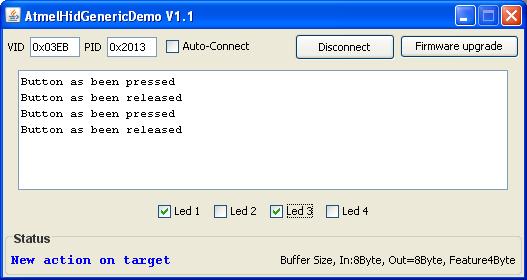 AtmelHidGenericDemo V1.1
VID 0x03EB PID 0x2013 Auto-Connect Disconnect Firmware upgrade
Button as been pressed
Button as been released
Button as been pressed
Button as been released
Led 1 Led 2 Led 3 Led 4
Status
New action on target Buffer Size, In:8Byte, Out=8Byte, Feature4Byte